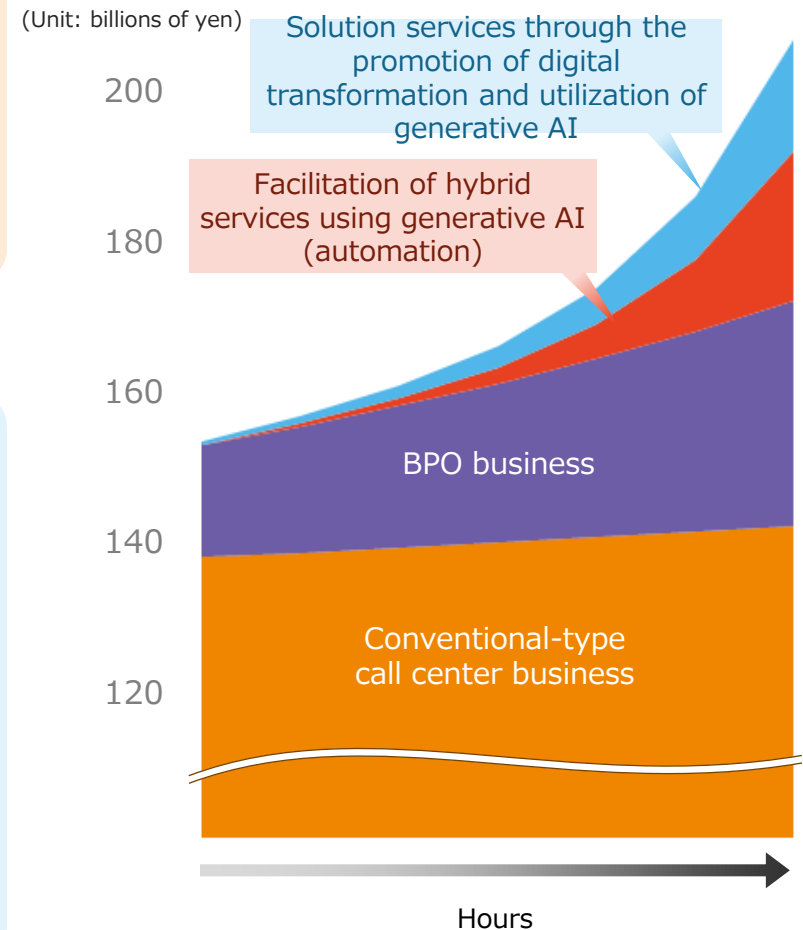 (Unit: billions of yen)
Solution services through the
promotion of digital
transformation and utilization of
generative AI
200
Facilitation of hybrid
services using generative AI
(automation)
180
160
BPO business
140
Conventional-type
call center business
120
Hours